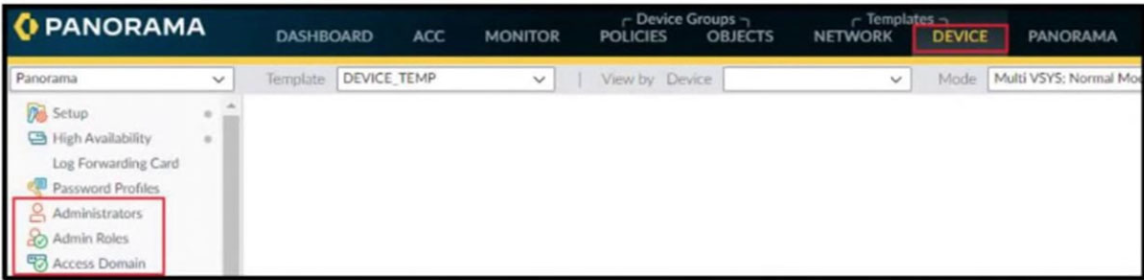 PANORAMA
Device Groups Templates
DASHBOARD ACC MONITOR POLICIES OBJECTS NETWORK DEVICE PANORAMA
Panorama Template DEVICE_TEMP View by Device Mode Multi VSYS; Normal Mo
Setup
High Availability
Log Forwarding Card
Password Profiles
Administrators
Admin Roles
Access Domain